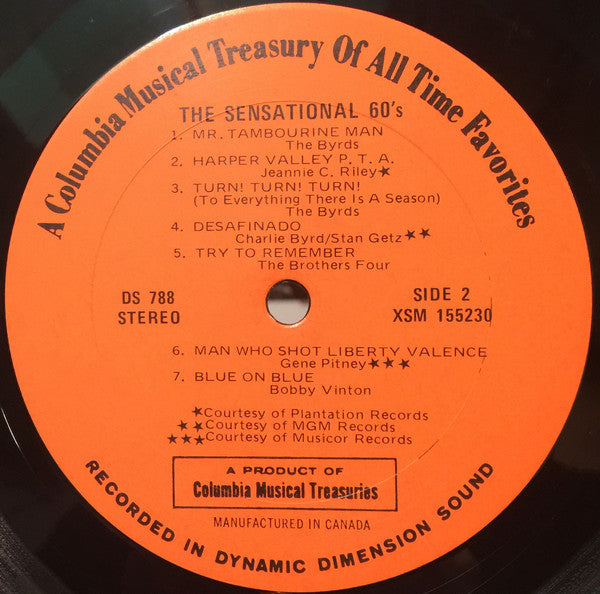 A Columbia Musical Treasury Of All Time Favorites
THE SENSATIONAL 60's
1. MR. TAMBOURINE MAN
The Byrds
2. HARPER VALLEY P. T. A.
Jeannie C. Riley★
3. TURN! TURN! TURN!
(To Everything There Is A Season)
The Byrds
4. DESAFINADO
Charlie Byrd/Stan Getz★★
5. TRY TO REMEMBER
The Brothers Four
DS 788
STEREO
SIDE 2
XSM 155230
6. MAN WHO SHOT LIBERTY VALENCE
Gene Pitney★★★
7. BLUE ON BLUE
Bobby Vinton
★Courtesy of Plantation Records
★★Courtesy of MGM Records
★★★Courtesy of Musicor Records
A PRODUCT OF
Columbia Musical Treasuries
MANUFACTURED IN CANADA
RECORDED IN DYNAMIC DIMENSION SOUND